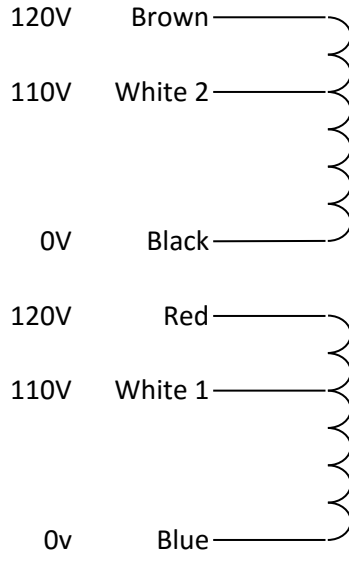 120V Brown
110V White 2
0V Black
120V Red
110V White 1
0v Blue